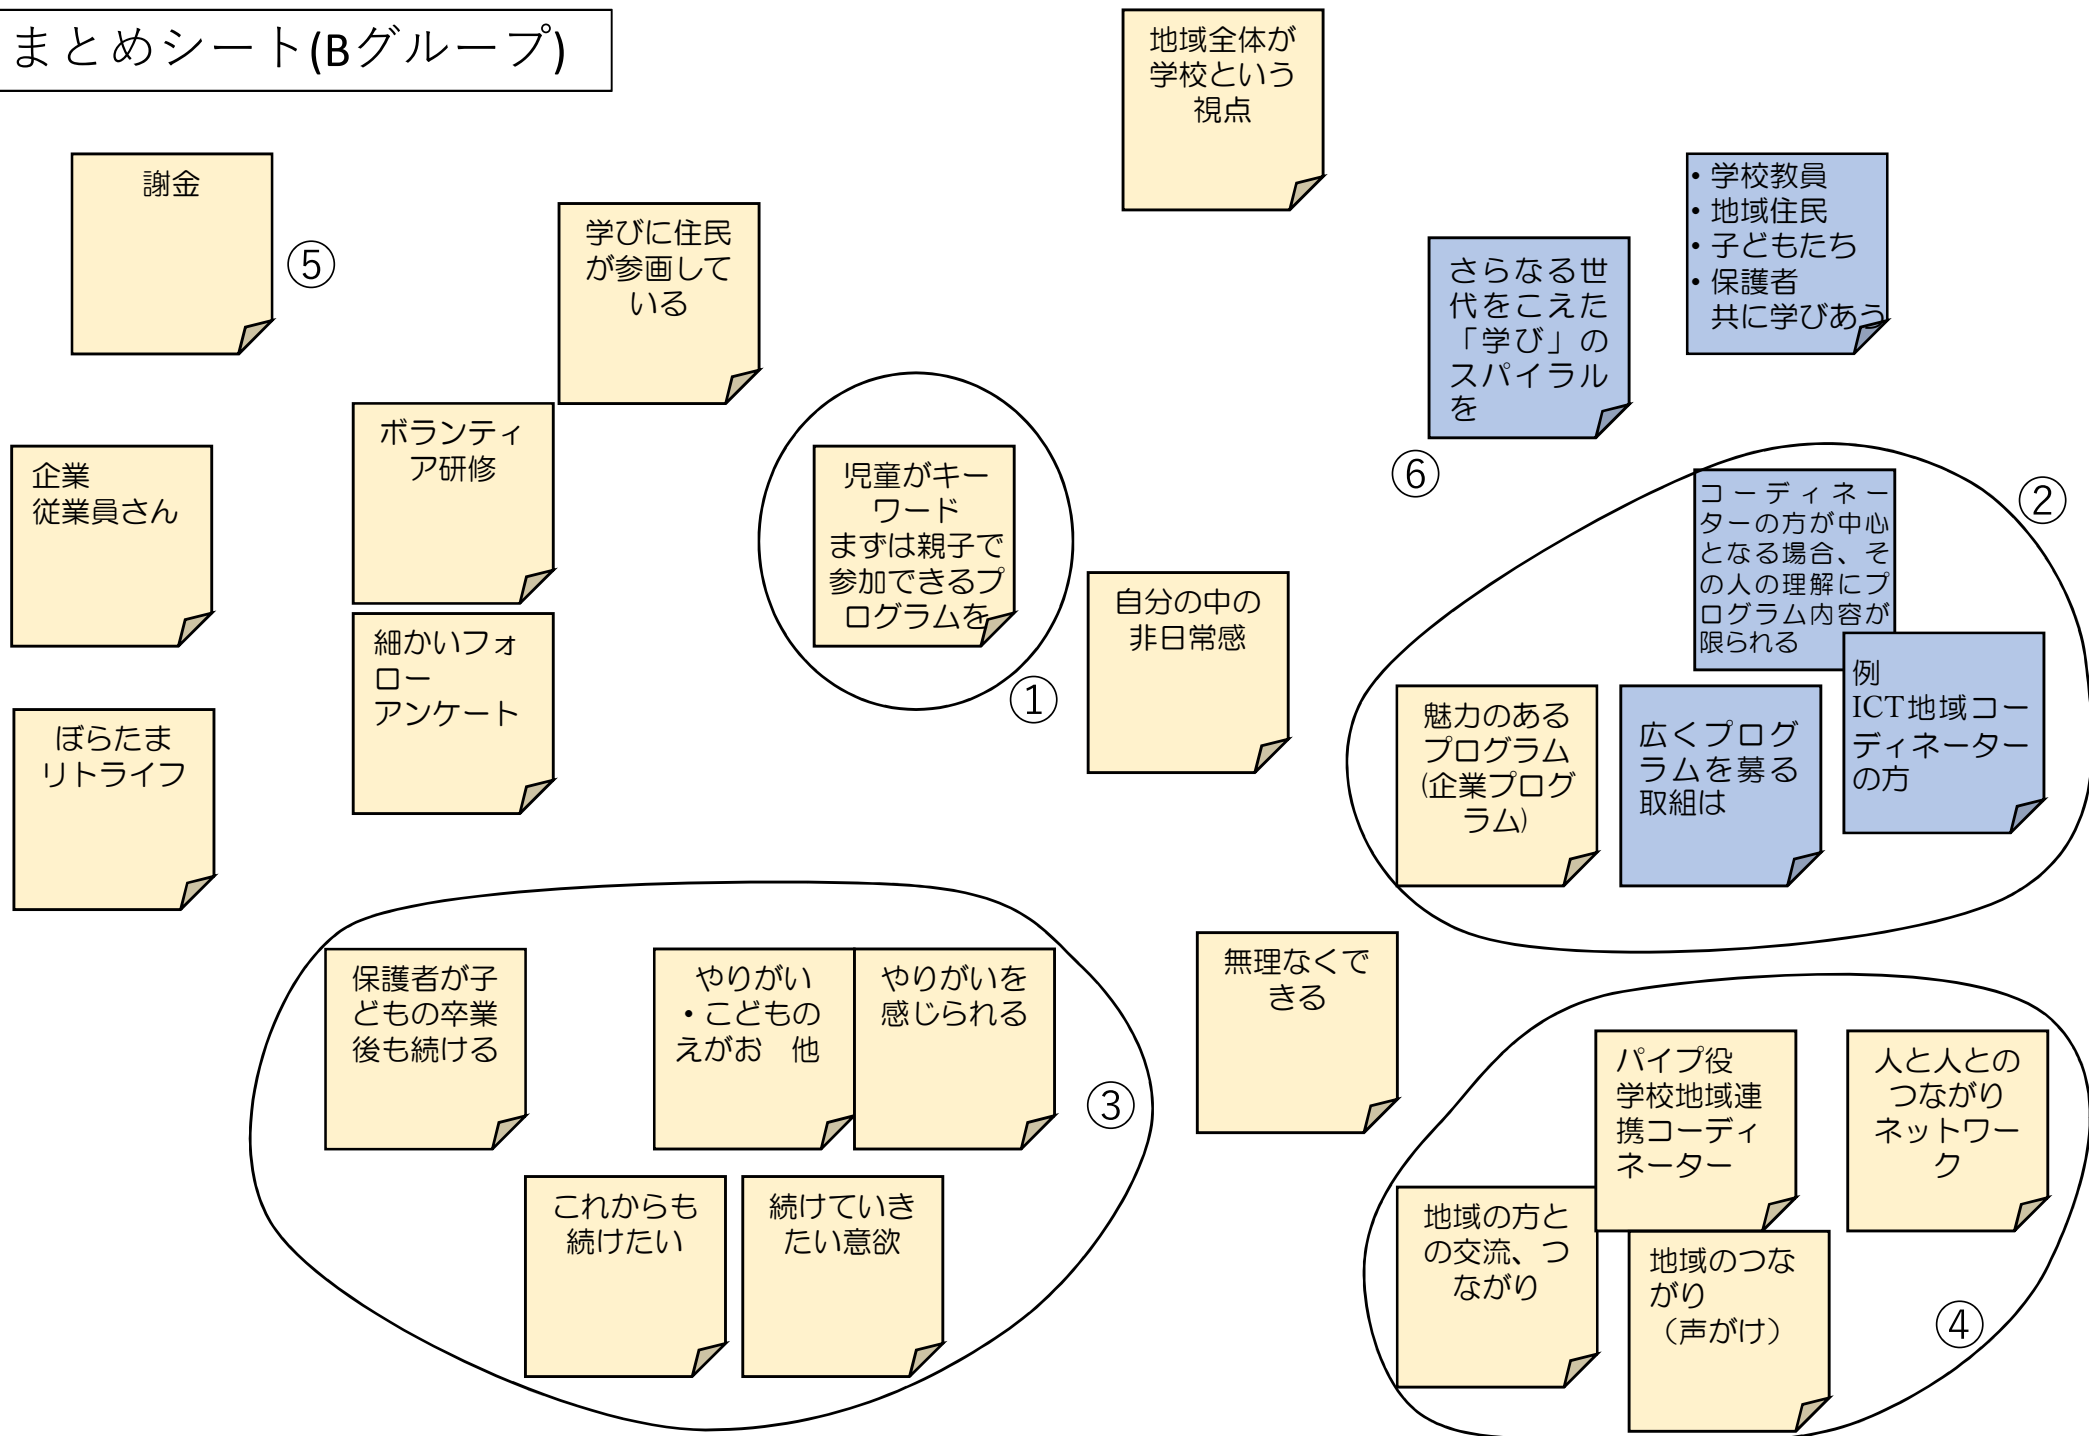 まとめシート(Bグループ)
地域全体が
学校という
視点
謝金
⑤
学びに住民
が参画して
いる
・学校教員
・地域住民
・子どもたち
・保護者
共に学びあう
さらなる世
代をこえた
「学び」の
スパイラル
を
⑥
企業
従業員さん
ボランティ
ア研修
児童がキー
ワード
まずは親子で
参加できるプ
ログラムを
①
コーディネー
ターの方が中心
となる場合、そ
の人の理解にプ
ログラム内容が
限られる
②
自分の中の
非日常感
細かいフォ
ロー
アンケート
例
ICT地域コー
ディネーター
の方
魅力のある
プログラム
(企業プログ
ラム)
広くプログ
ラムを募る
取組は
ぼらたま
リトライフ
保護者が子
どもの卒業
後も続ける
やりがい
・こどもの
えがお　他
やりがいを
感じられる
③
これからも
続けたい
続けていき
たい意欲
無理なくで
きる
パイプ役
学校地域連
携コーディ
ネーター
人と人との
つながり
ネットワー
ク
地域の方と
の交流、つ
ながり
地域のつな
がり
（声がけ）
④